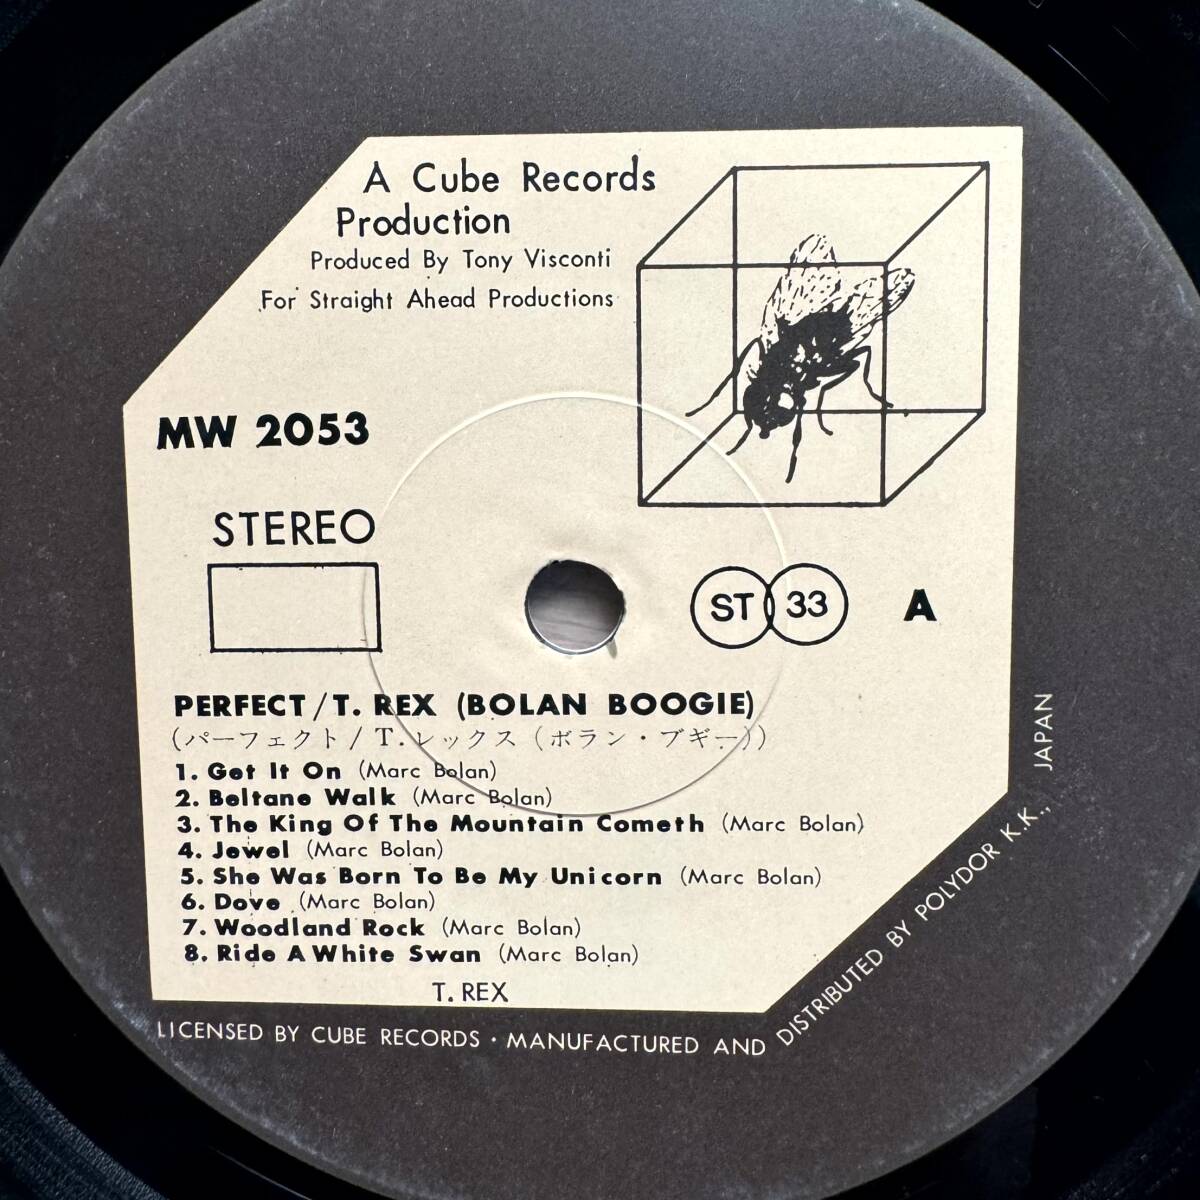 A Cube Records
Production
Produced By Tony Visconti
For Straight Ahead Productions
MW 2053
STEREO
ST 33
A
PERFECT/T. REX (BOLAN BOOGIE)
(パーフェクト/T.レックス(ボラン・ブギー))
1. Get It On (Marc Bolan)
2. Beltane Walk (Marc Bolan)
3. The King Of The Mountain Cometh (Marc Bolan)
4. Jewel (Marc Bolan)
5. She Was Born To Be My Unicorn (Marc Bolan)
6. Dove (Marc Bolan)
7. Woodland Rock (Marc Bolan)
8. Ride A White Swan (Marc Bolan)
T. REX
LICENSED BY CUBE RECORDS · MANUFACTURED AND DISTRIBUTED BY POLYDOR K.K., JAPAN